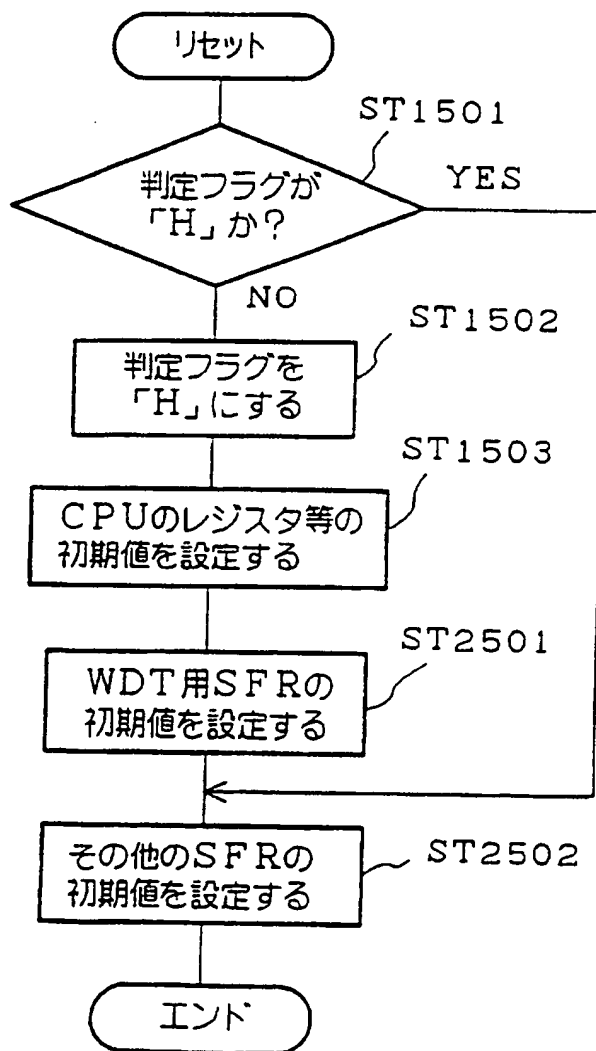 リセット
ST1501
判定フラグが
「H」か?
YES
NO
ST1502
判定フラグを
「H」にする
ST1503
CPUのレジスタ等の
初期値を設定する
ST2501
WDT用SFRの
初期値を設定する
ST2502
その他のSFRの
初期値を設定する
エンド